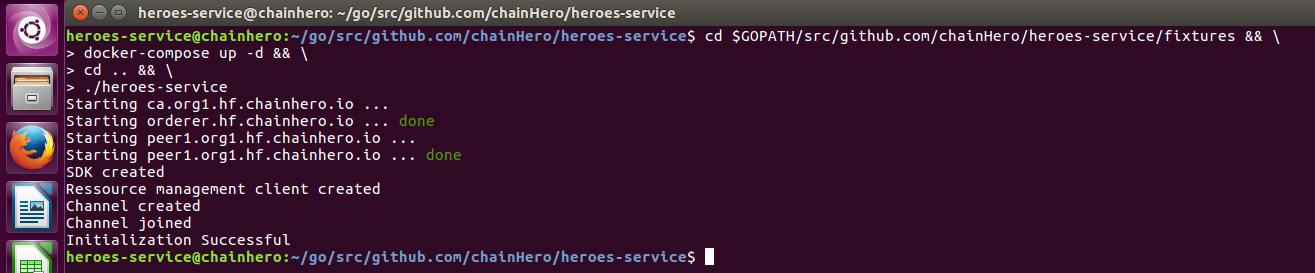 heroes-service@chainhero: ~/go/src/github.com/chainHero/heroes-service
heroes-service@chainhero:~/go/src/github.com/chainHero/heroes-service$ cd $GOPATH/src/github.com/chainHero/heroes-service/fixtures && \
> docker-compose up -d && \
> cd .. && \
> ./heroes-service
Starting ca.org1.hf.chainhero.io ...
Starting orderer.hf.chainhero.io ... done
Starting peer1.org1.hf.chainhero.io ...
Starting peer1.org1.hf.chainhero.io ... done
SDK created
Ressource management client created
Channel created
Channel joined
Initialization Successful
heroes-service@chainhero:~/go/src/github.com/chainHero/heroes-service$